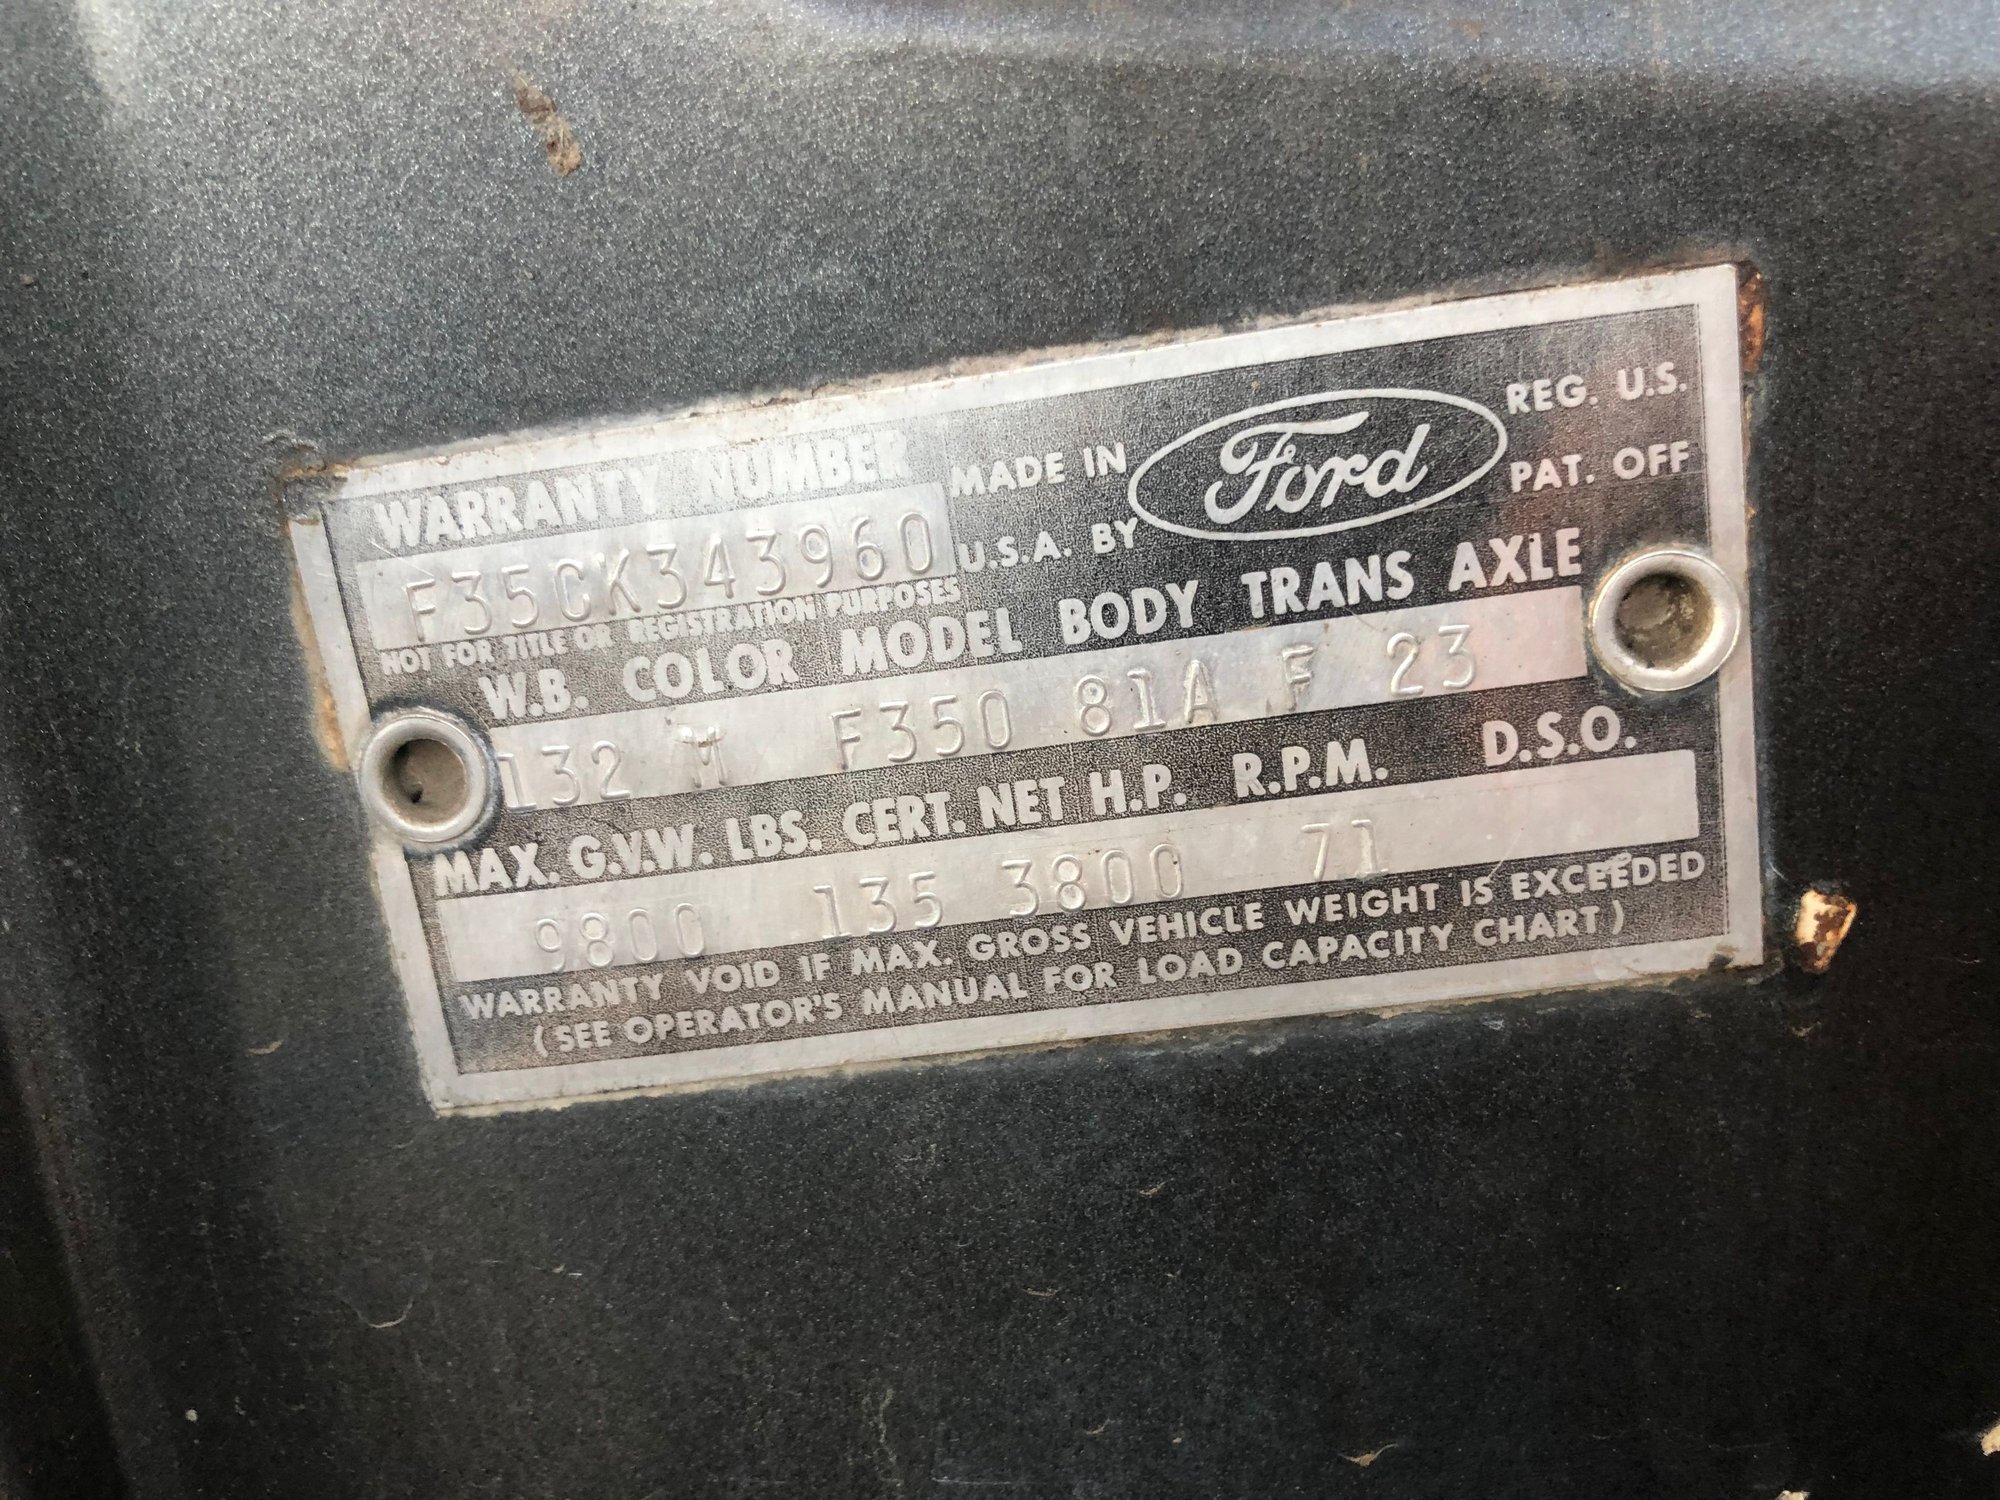 WARRANTY NUMBER
F35CK343960
NOT FOR TITLE OR REGISTRATION PURPOSES
MADE IN
U.S.A. BY
Ford
REG. U.S.
PAT. OFF
W.B. COLOR MODEL BODY TRANS AXLE
132 M F350 81A F 23
MAX. G.V.W. LBS. CERT. NET H.P. R.P.M. D.S.O.
9800 135 3800 71
WARRANTY VOID IF MAX. GROSS VEHICLE WEIGHT IS EXCEEDED
(SEE OPERATOR'S MANUAL FOR LOAD CAPACITY CHART)